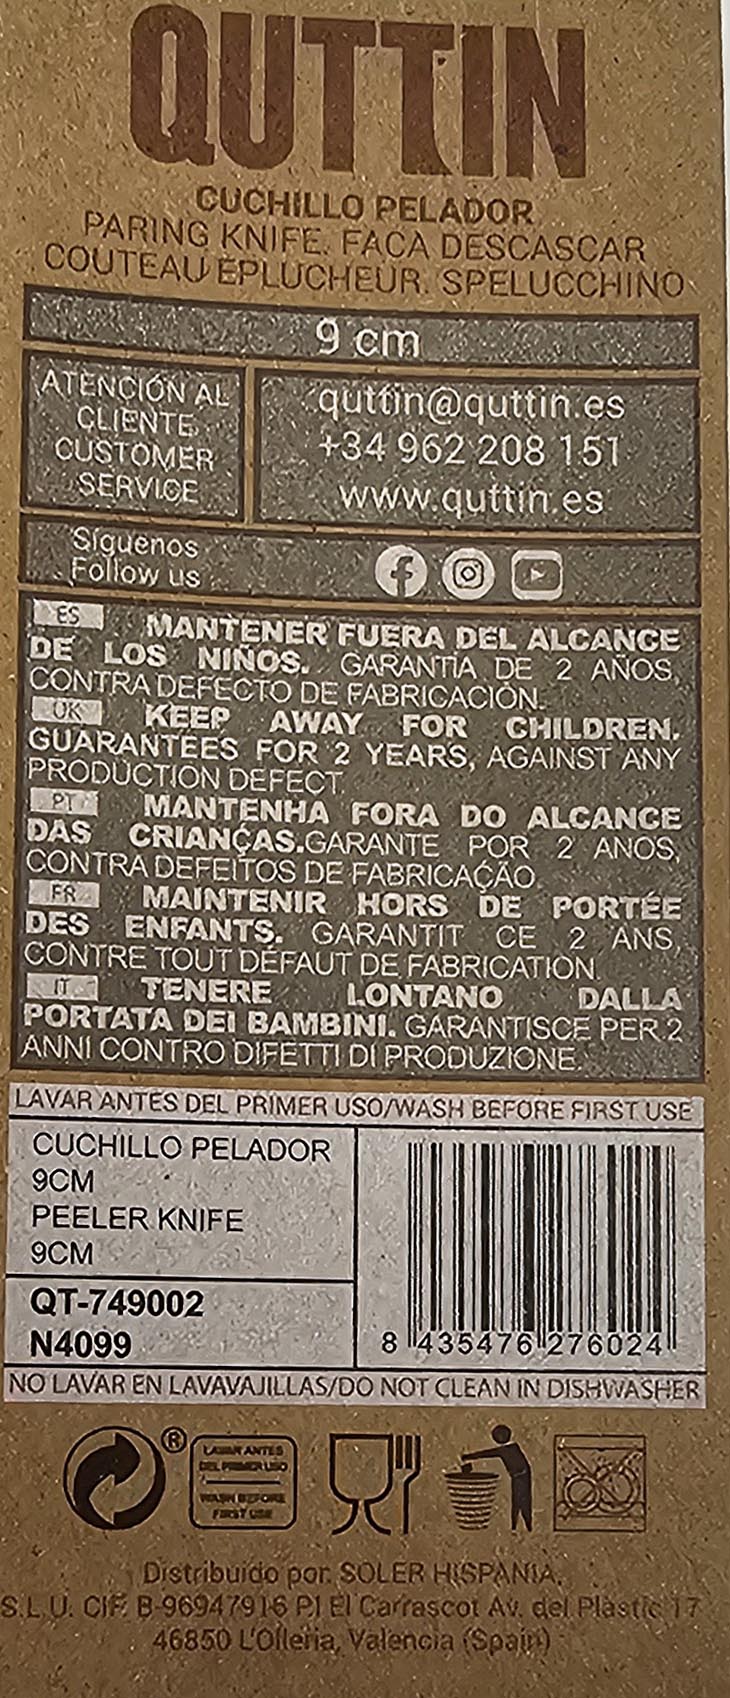 QUTTIN
CUCHILLO PELADOR
PARING KNIFE. FACA DESCASCAR
COUTEAU ÉPLUCHEUR. SPELUCCHINO
9 cm
ATENCIÓN AL
CLIENTE
CUSTOMER
SERVICE
quttin@quttin.es
+34 962 208 151
www.quttin.es
Síguenos
Follow us
ES MANTENER FUERA DEL ALCANCE
DE LOS NIÑOS. GARANTÍA DE 2 AÑOS,
CONTRA DEFECTO DE FABRICACIÓN.
UK KEEP AWAY FOR CHILDREN.
GUARANTEES FOR 2 YEARS, AGAINST ANY
PRODUCTION DEFECT.
PT MANTENHA FORA DO ALCANCE
DAS CRIANÇAS.GARANTE POR 2 ANOS,
CONTRA DEFEITOS DE FABRICAÇÃO.
FR MAINTENIR HORS DE PORTÉE
DES ENFANTS. GARANTIT CE 2 ANS,
CONTRE TOUT DÉFAUT DE FABRICATION.
IT TENERE LONTANO DALLA
PORTATA DEI BAMBINI. GARANTISCE PER 2
ANNI CONTRO DIFETTI DI PRODUZIONE.
LAVAR ANTES DEL PRIMER USO/WASH BEFORE FIRST USE
CUCHILLO PELADOR
9CM
PEELER KNIFE
9CM
QT-749002
N4099
8 435476 276024
NO LAVAR EN LAVAVAJILLAS/DO NOT CLEAN IN DISHWASHER
®
LAVAR ANTES
DEL PRIMER USO
WASH BEFORE
FIRST USE
Distribuido por: SOLER HISPANIA,
S.L.U. CIF: B-96947916 P.I El Carrascot Av. del Plàstic 17
46850 L'Olleria, Valencia (Spain)